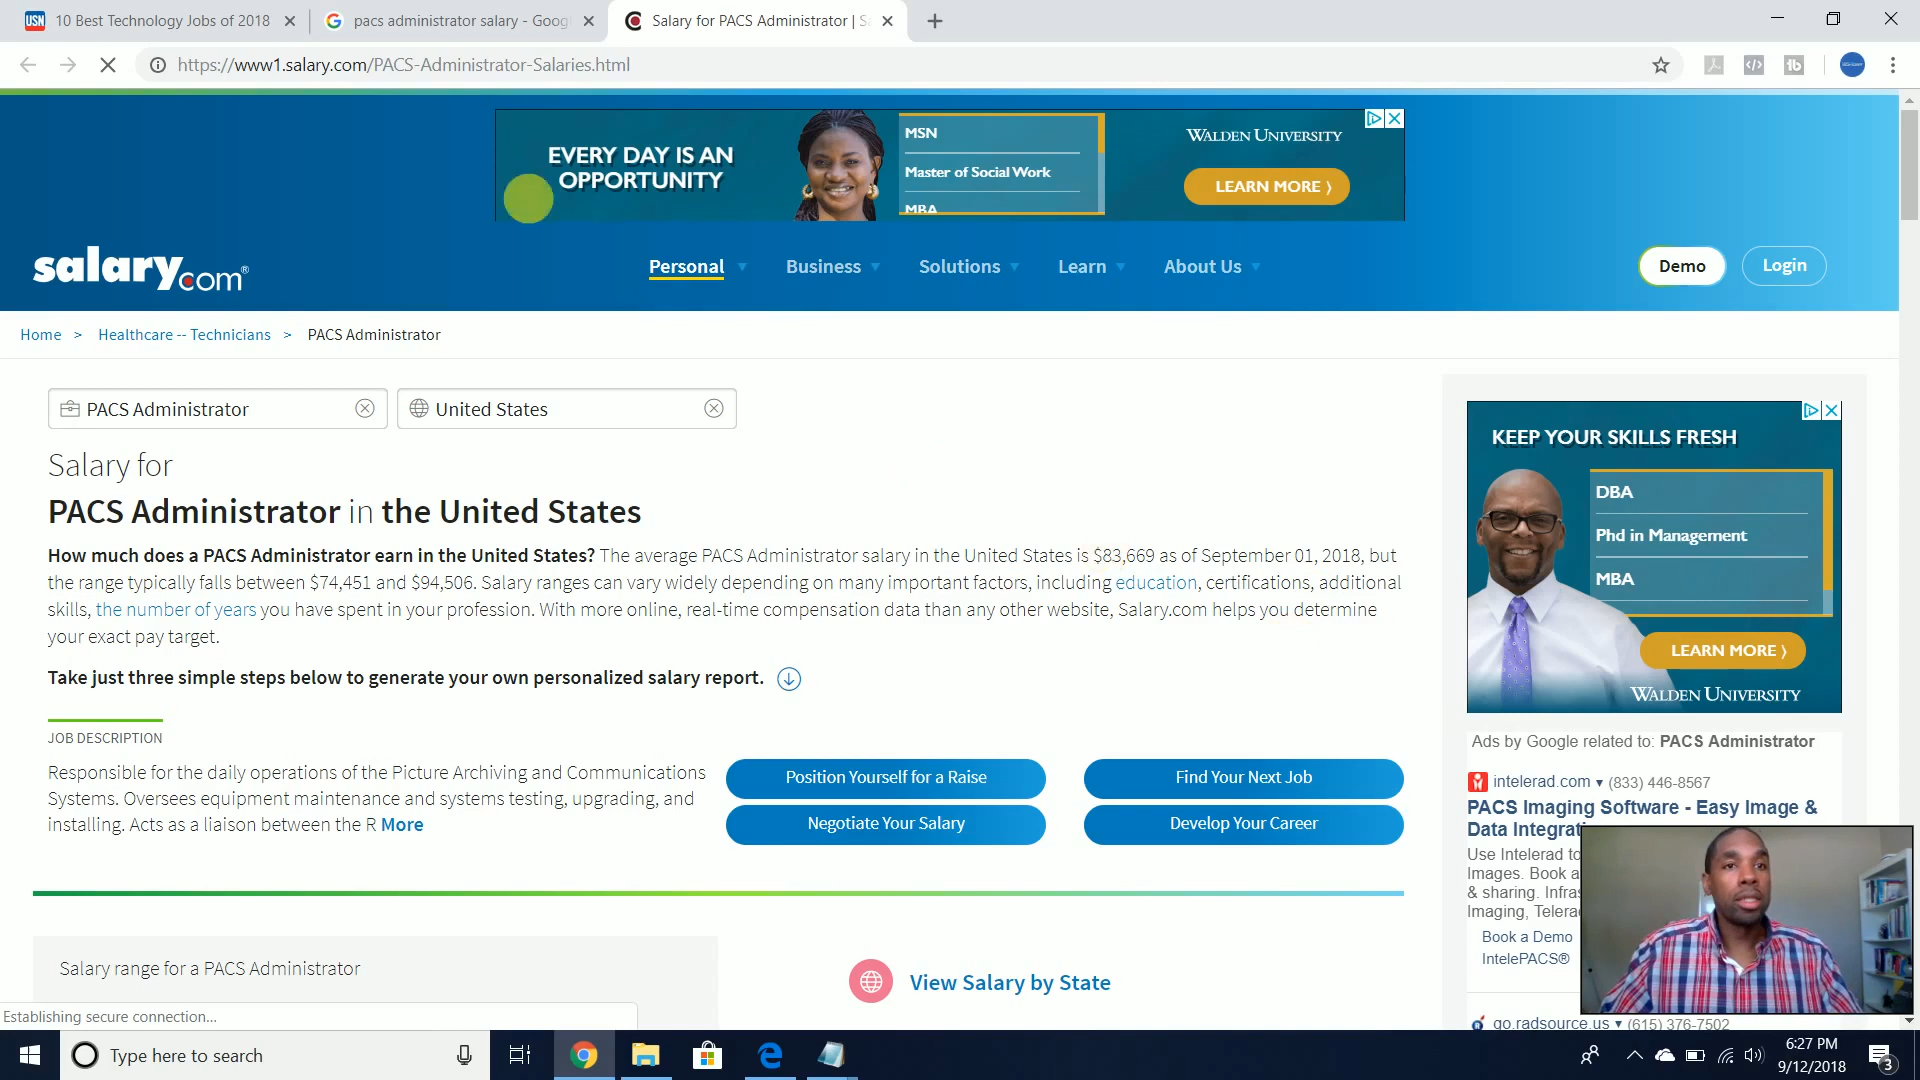 USN 10 Best Technology Jobs of 2018
pacs administrator salary - Goog
Salary for PACS Administrator | Sa
https://www1.salary.com/PACS-Administrator-Salaries.html
EVERY DAY IS AN
OPPORTUNITY
MSN
Master of Social Work
MBA
WALDEN UNIVERSITY
LEARN MORE ⟩
salary.com®
Personal
Business
Solutions
Learn
About Us
Demo
Login
Home > Healthcare -- Technicians > PACS Administrator
PACS Administrator
United States
Salary for
PACS Administrator in the United States
How much does a PACS Administrator earn in the United States? The average PACS Administrator salary in the United States is $83,669 as of September 01, 2018, but
the range typically falls between $74,451 and $94,506. Salary ranges can vary widely depending on many important factors, including education, certifications, additional
skills, the number of years you have spent in your profession. With more online, real-time compensation data than any other website, Salary.com helps you determine
your exact pay target.
Take just three simple steps below to generate your own personalized salary report.
JOB DESCRIPTION
Responsible for the daily operations of the Picture Archiving and Communications
Systems. Oversees equipment maintenance and systems testing, upgrading, and
installing. Acts as a liaison between the R More
Position Yourself for a Raise
Find Your Next Job
Negotiate Your Salary
Develop Your Career
Salary range for a PACS Administrator
View Salary by State
KEEP YOUR SKILLS FRESH
DBA
Phd in Management
MBA
LEARN MORE ⟩
WALDEN UNIVERSITY
Ads by Google related to: PACS Administrator
intelerad.com ▾ (833) 446-8567
PACS Imaging Software - Easy Image &
Data Integrat
Use Intelerad to
Images. Book a
& sharing. Infras
Imaging, Telera
Book a Demo
IntelePACS®
go.radsource.us ▾ (615) 376-7502
Establishing secure connection...
Type here to search
6:27 PM
9/12/2018
3